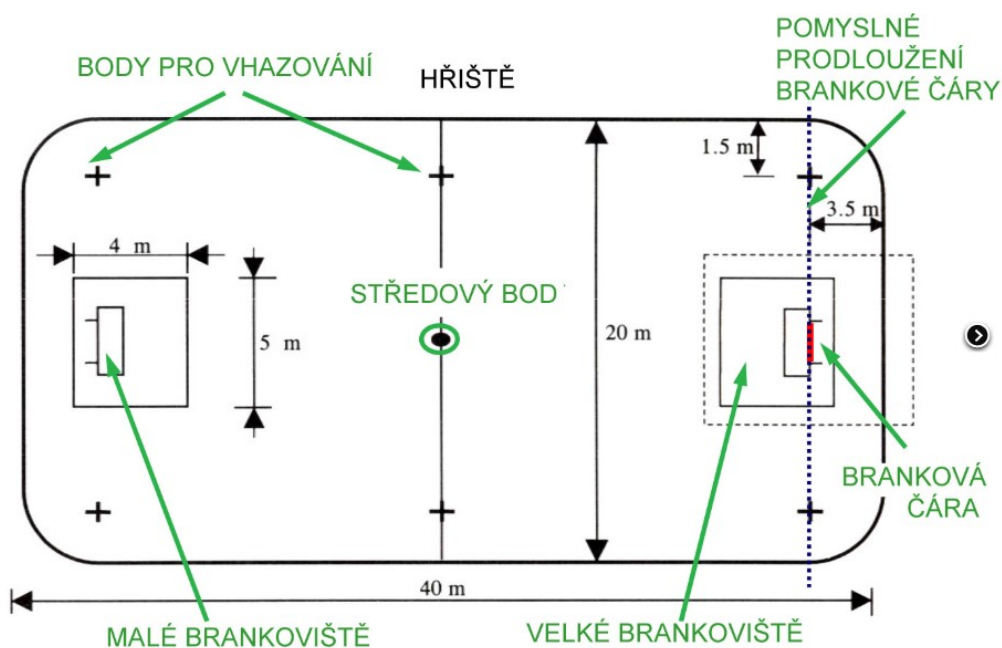 POMYSLNÉ
PRODLOUŽENÍ
BRANKOVÉ ČÁRY
BODY PRO VHAZOVÁNÍ
HŘIŠTĚ
1.5 m
3.5 m
4 m
STŘEDOVÝ BOD
5 m
20 m
BRANKOVÁ
ČÁRA
40 m
MALÉ BRANKOVIŠTĚ
VELKÉ BRANKOVIŠTĚ